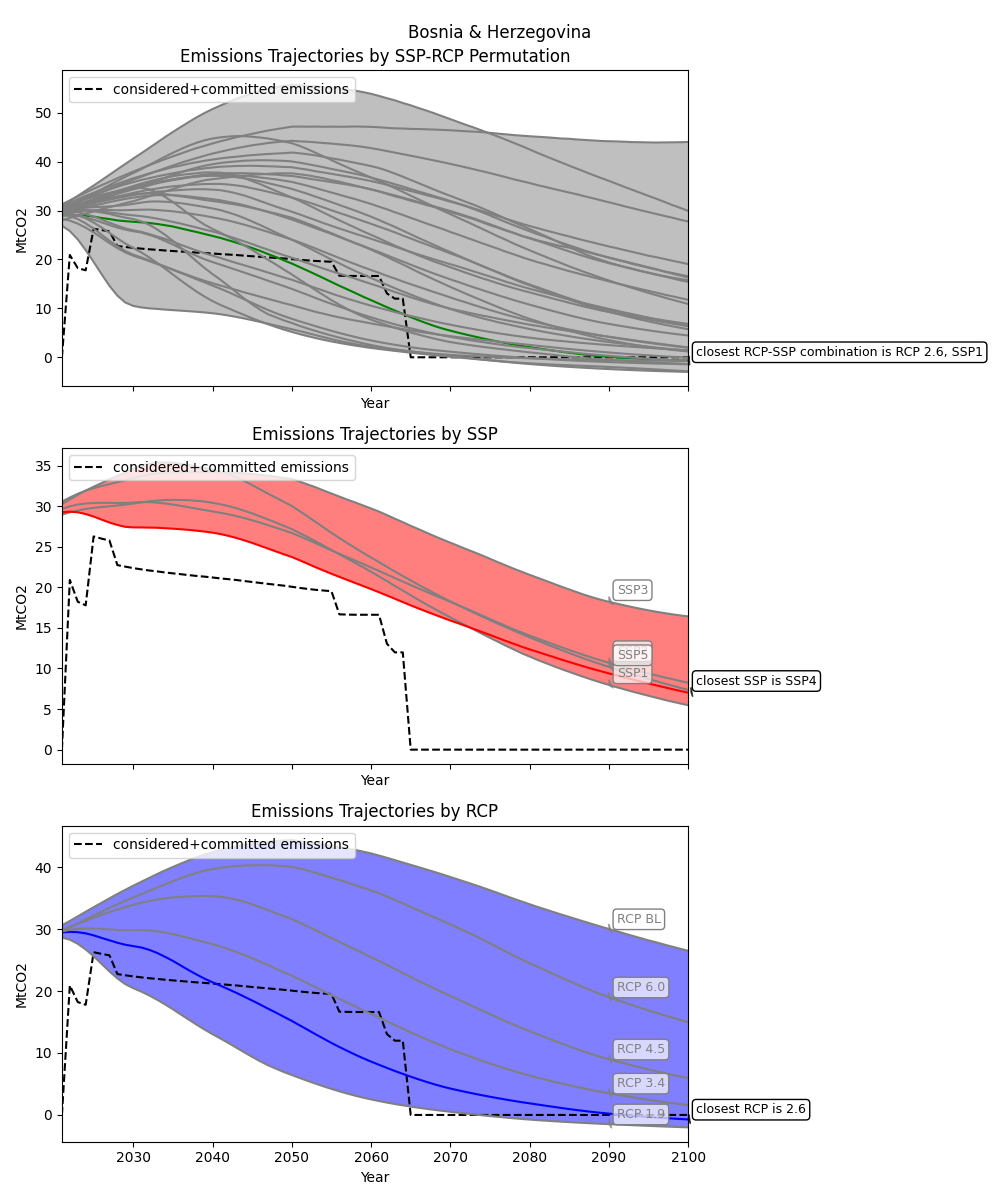 Bosnia & Herzegovina
Emissions Trajectories by SSP-RCP Permutation
considered+committed emissions
50
40
30
20
10
0
MtCO2
Year
closest RCP-SSP combination is RCP 2.6, SSP1
Emissions Trajectories by SSP
considered+committed emissions
35
30
25
20
15
10
5
0
MtCO2
SSP3
SSP5
SSP1
closest SSP is SSP4
Year
Emissions Trajectories by RCP
considered+committed emissions
40
30
20
10
0
MtCO2
RCP BL
RCP 6.0
RCP 4.5
RCP 3.4
RCP 1.9
closest RCP is 2.6
2030 2040 2050 2060 2070 2080 2090 2100
Year